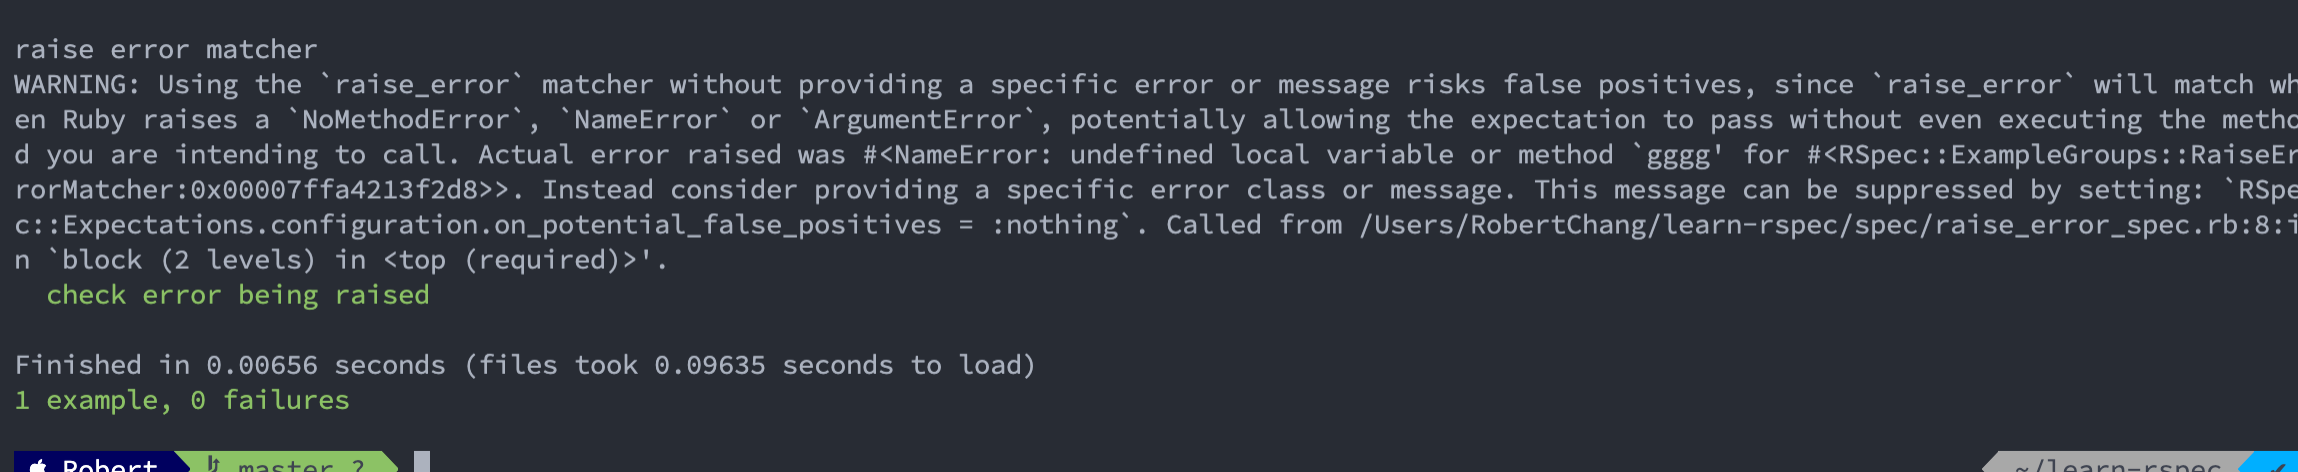 raise error matcher
WARNING: Using the `raise_error` matcher without providing a specific error or message risks false positives, since `raise_error` will match wh
en Ruby raises a `NoMethodError`, `NameError` or `ArgumentError`, potentially allowing the expectation to pass without even executing the metho
d you are intending to call. Actual error raised was #<NameError: undefined local variable or method `gggg' for #<RSpec::ExampleGroups::RaiseEr
rorMatcher:0x00007ffa4213f2d8>>. Instead consider providing a specific error class or message. This message can be suppressed by setting: `RSpe
c::Expectations.configuration.on_potential_false_positives = :nothing`. Called from /Users/RobertChang/learn-rspec/spec/raise_error_spec.rb:8:i
n `block (2 levels) in <top (required)>'.
  check error being raised
Finished in 0.00656 seconds (files took 0.09635 seconds to load)
1 example, 0 failures
Robert master ? ~/learn-rspec ✓